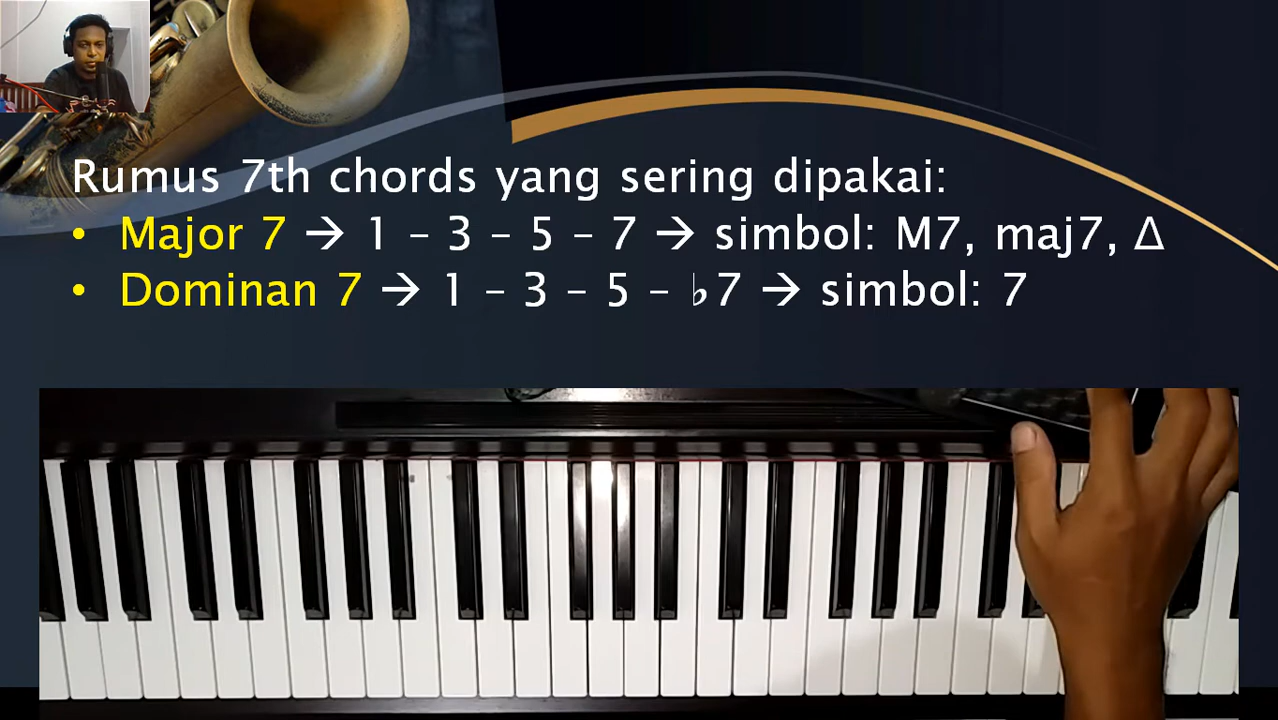 Rumus 7th chords yang sering dipakai:
• Major 7 → 1 – 3 – 5 – 7 → simbol: M7, maj7, Δ
• Dominan 7 → 1 – 3 – 5 – ♭7 → simbol: 7